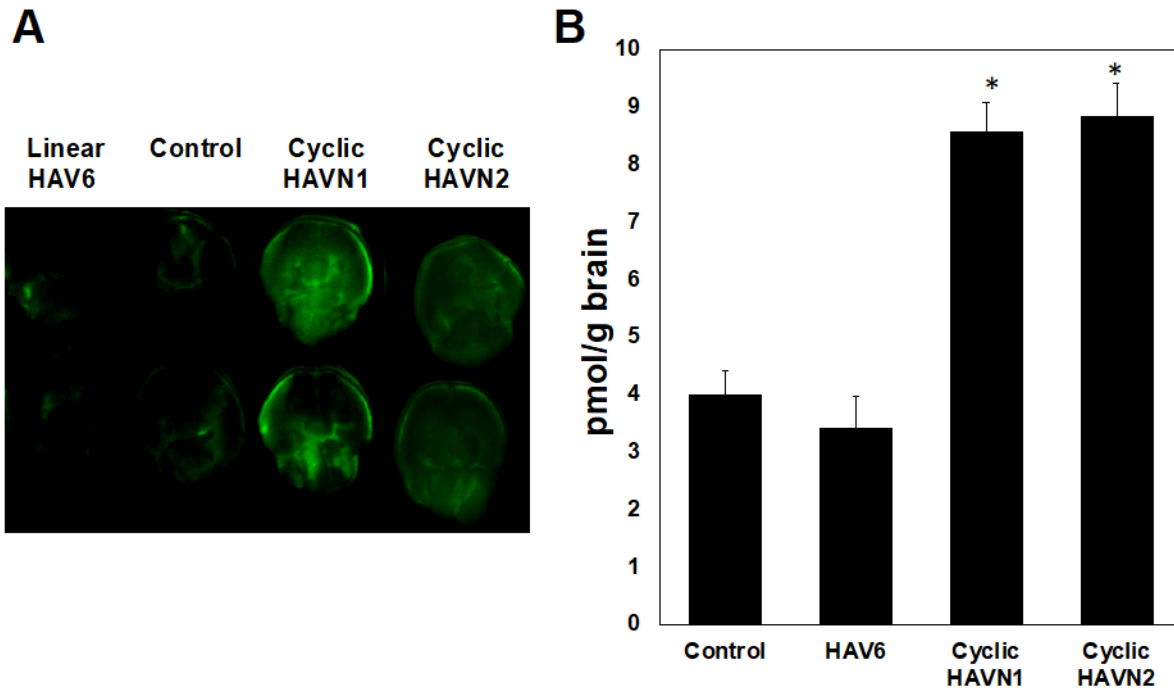 A
Linear Control Cyclic Cyclic
HAV6 HAVN1 HAVN2
B
pmol/g brain
10
9
8
7
6
5
4
3
2
1
0
* *
Control HAV6 Cyclic Cyclic
HAVN1 HAVN2